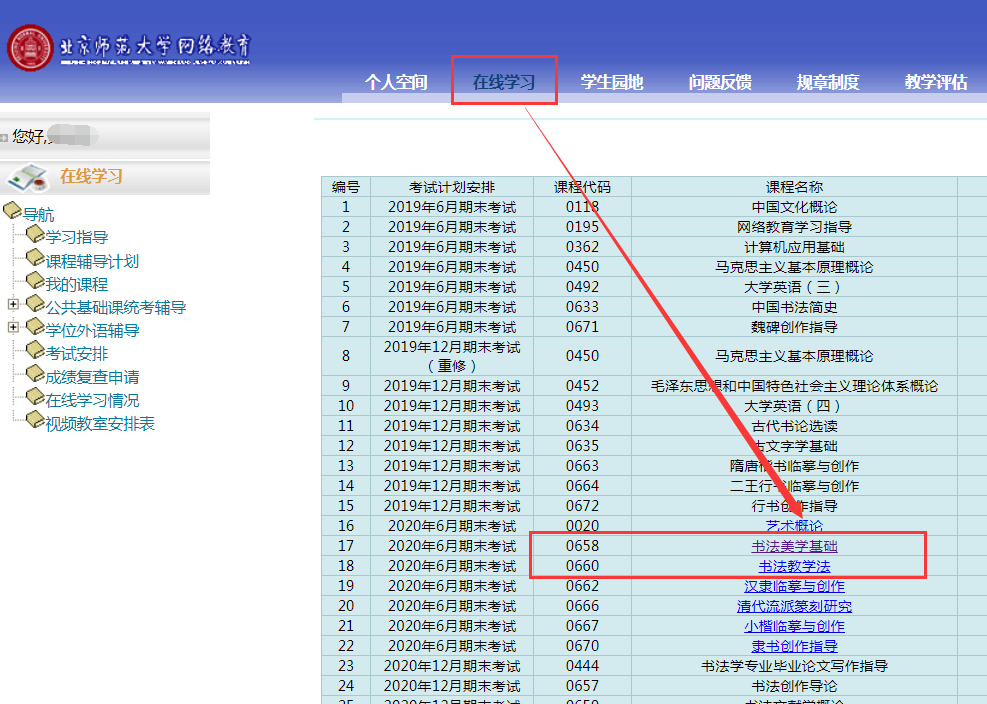 北京师范大学网络教育
个人空间 在线学习 学生园地 问题反馈 规章制度 教学评估
您好,
在线学习
导航
学习指导
课程辅导计划
我的课程
公共基础课统考辅导
学位外语辅导
考试安排
成绩复查申请
在线学习情况
视频教室安排表
编号 考试计划安排 课程代码 课程名称
1 2019年6月期末考试 0118 中国文化概论
2 2019年6月期末考试 0195 网络教育学习指导
3 2019年6月期末考试 0362 计算机应用基础
4 2019年6月期末考试 0450 马克思主义基本原理概论
5 2019年6月期末考试 0492 大学英语（三）
6 2019年6月期末考试 0633 中国书法简史
7 2019年6月期末考试 0671 魏碑创作指导
8 2019年12月期末考试（重修） 0450 马克思主义基本原理概论
9 2019年12月期末考试 0452 毛泽东思想和中国特色社会主义理论体系概论
10 2019年12月期末考试 0493 大学英语（四）
11 2019年12月期末考试 0634 古代书论选读
12 2019年12月期末考试 0635 古文字学基础
13 2019年12月期末考试 0663 隋唐楷书临摹与创作
14 2019年12月期末考试 0664 二王行书临摹与创作
15 2019年12月期末考试 0672 行书创作指导
16 2020年6月期末考试 0020 艺术概论
17 2020年6月期末考试 0658 书法美学基础
18 2020年6月期末考试 0660 书法教学法
19 2020年6月期末考试 0662 汉隶临摹与创作
20 2020年6月期末考试 0666 清代流派篆刻研究
21 2020年6月期末考试 0667 小楷临摹与创作
22 2020年6月期末考试 0670 隶书创作指导
23 2020年12月期末考试 0444 书法学专业毕业论文写作指导
24 2020年12月期末考试 0657 书法创作导论